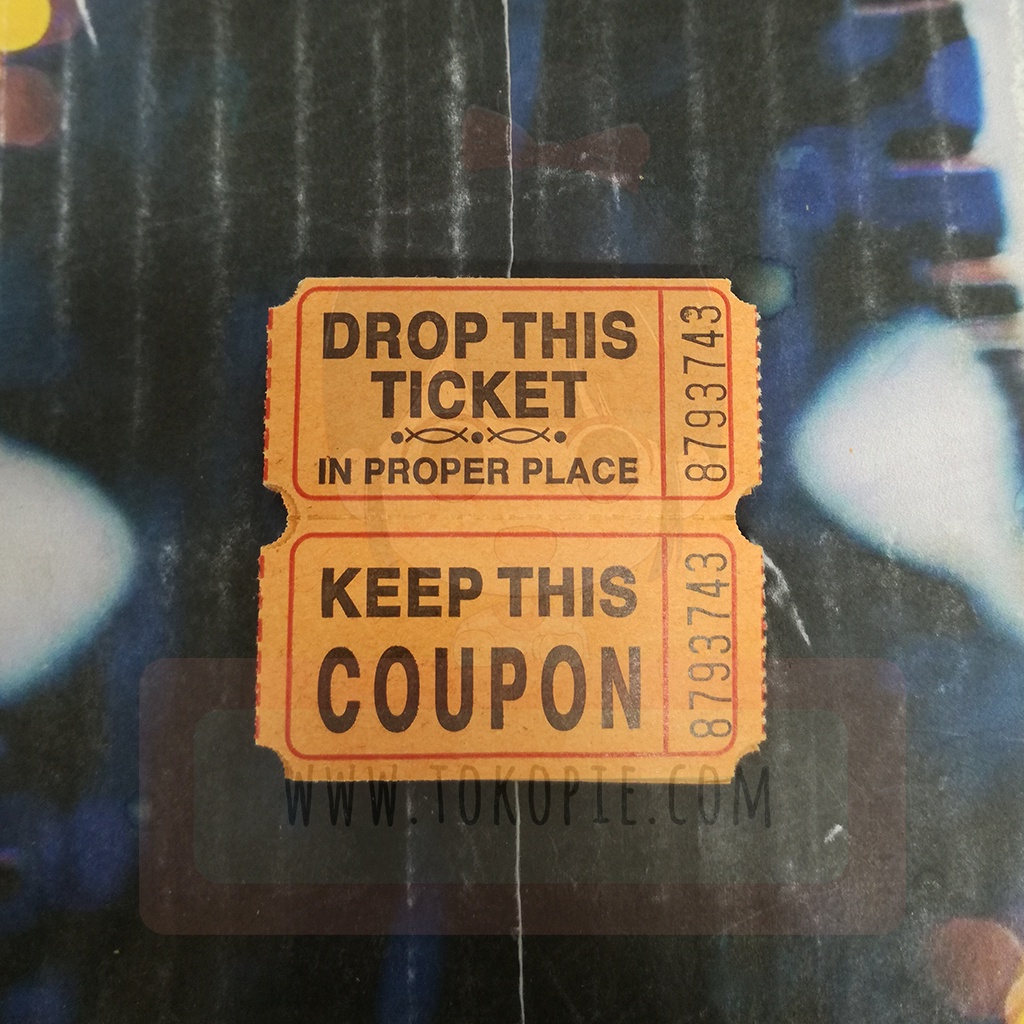 DROP THIS
TICKET
IN PROPER PLACE
8793743
KEEP THIS
COUPON
8793743
WWW.TOKOPIE.COM